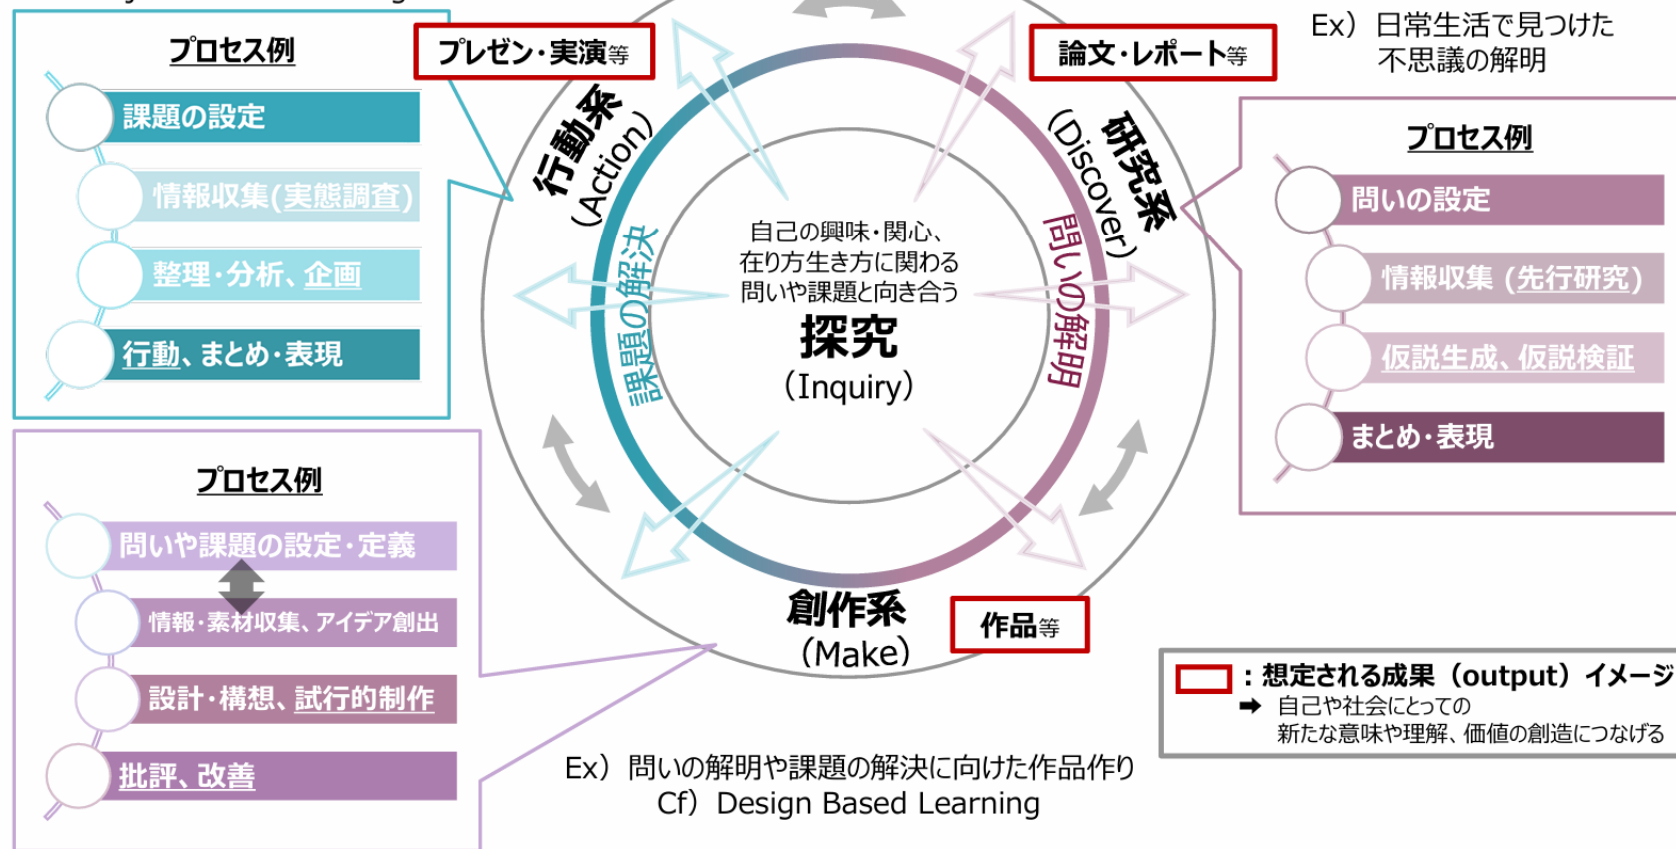 プロセス例
課題の設定
情報収集(実態調査)
整理・分析、企画
行動、まとめ・表現
プレゼン・実演等
論文・レポート等
Ex）日常生活で見つけた
不思議の解明
行動系
(Action)
研究系
(Discover)
課題の解決
問いの解明
自己の興味・関心、
在り方生き方に関わる
問いや課題と向き合う
探究
（Inquiry）
プロセス例
問いの設定
情報収集 (先行研究)
仮説生成、仮説検証
まとめ・表現
プロセス例
問いや課題の設定・定義
情報・素材収集、アイデア創出
設計・構想、試行的制作
批評、改善
創作系
（Make）
作品等
Ex）問いの解明や課題の解決に向けた作品作り
Cf）Design Based Learning
：想定される成果（output）イメージ
➡ 自己や社会にとっての
新たな意味や理解、価値の創造につなげる